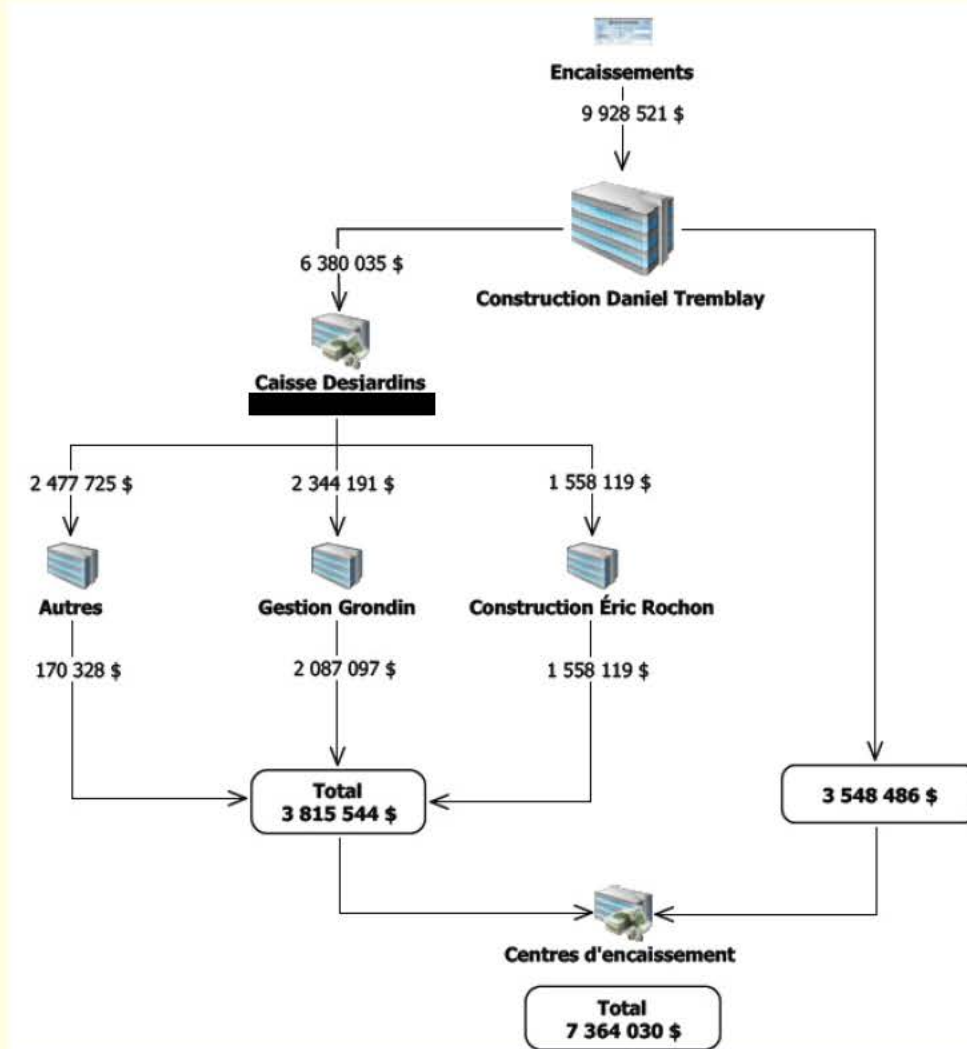 Encaissements
9 928 521 $
6 380 035 $
Construction Daniel Tremblay
Caisse Desjardins
2 477 725 $
2 344 191 $
1 558 119 $
Autres
Gestion Grondin
Construction Éric Rochon
170 328 $
2 087 097 $
1 558 119 $
Total
3 815 544 $
3 548 486 $
Centres d'encaissement
Total
7 364 030 $